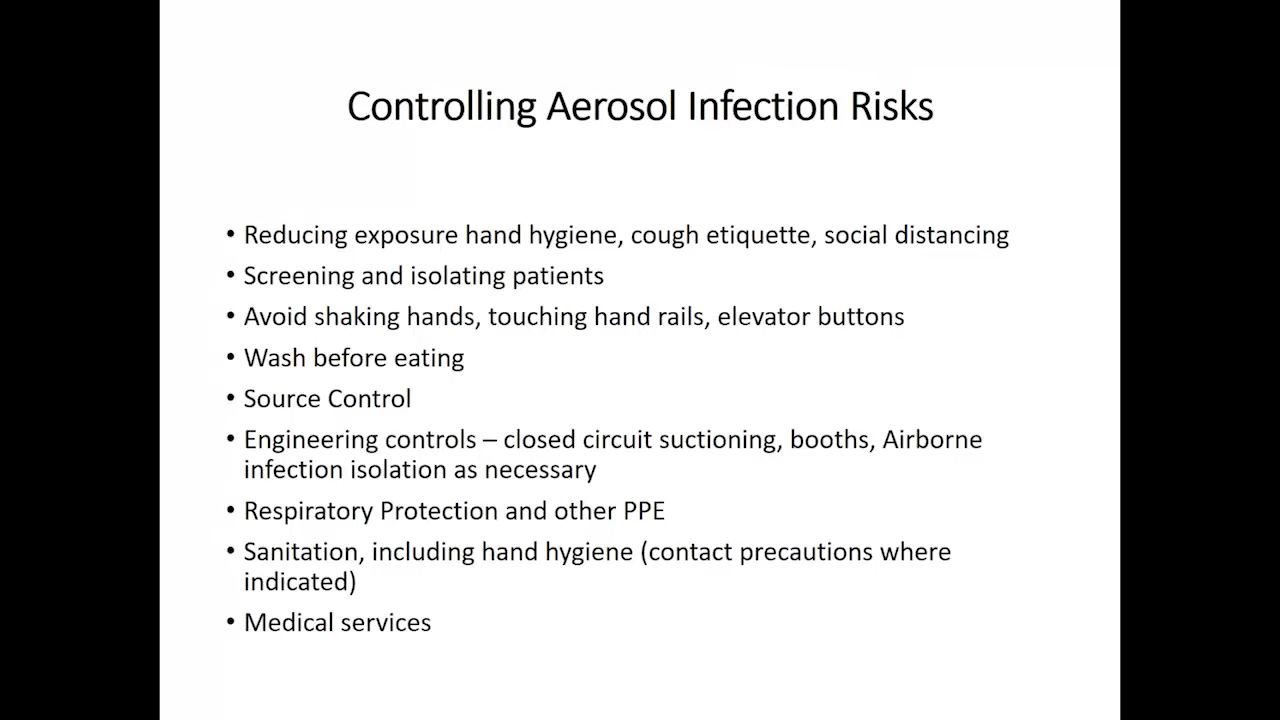 Controlling Aerosol Infection Risks
• Reducing exposure hand hygiene, cough etiquette, social distancing
• Screening and isolating patients
• Avoid shaking hands, touching hand rails, elevator buttons
• Wash before eating
• Source Control
• Engineering controls – closed circuit suctioning, booths, Airborne
infection isolation as necessary
• Respiratory Protection and other PPE
• Sanitation, including hand hygiene (contact precautions where
indicated)
• Medical services